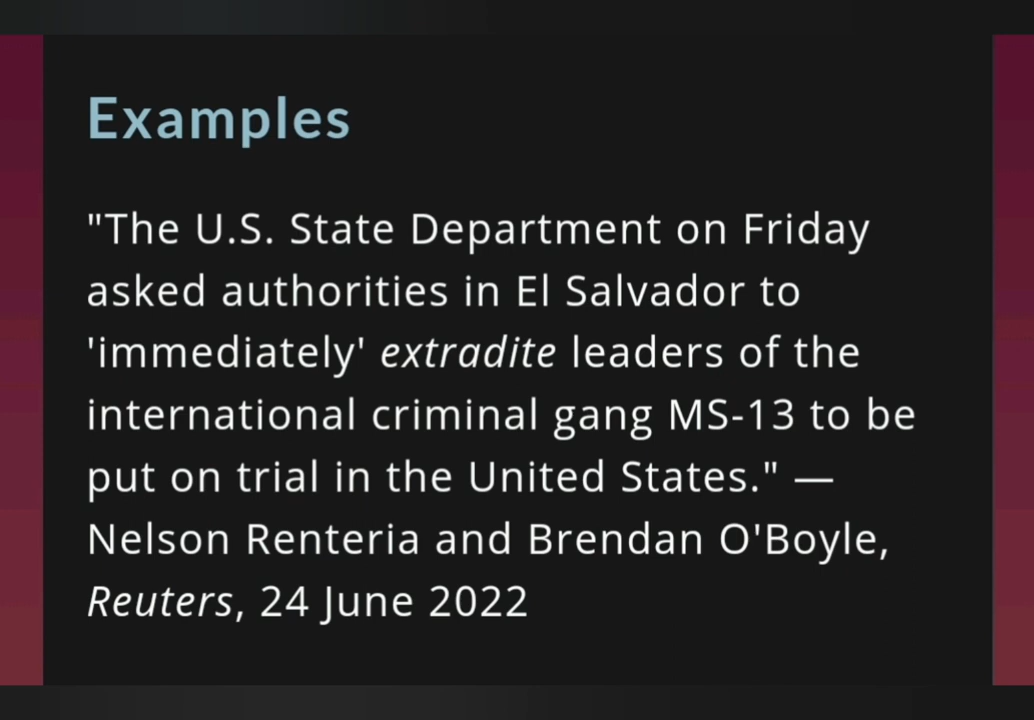 Examples
"The U.S. State Department on Friday
asked authorities in El Salvador to
'immediately' extradite leaders of the
international criminal gang MS-13 to be
put on trial in the United States." —
Nelson Renteria and Brendan O'Boyle,
Reuters, 24 June 2022